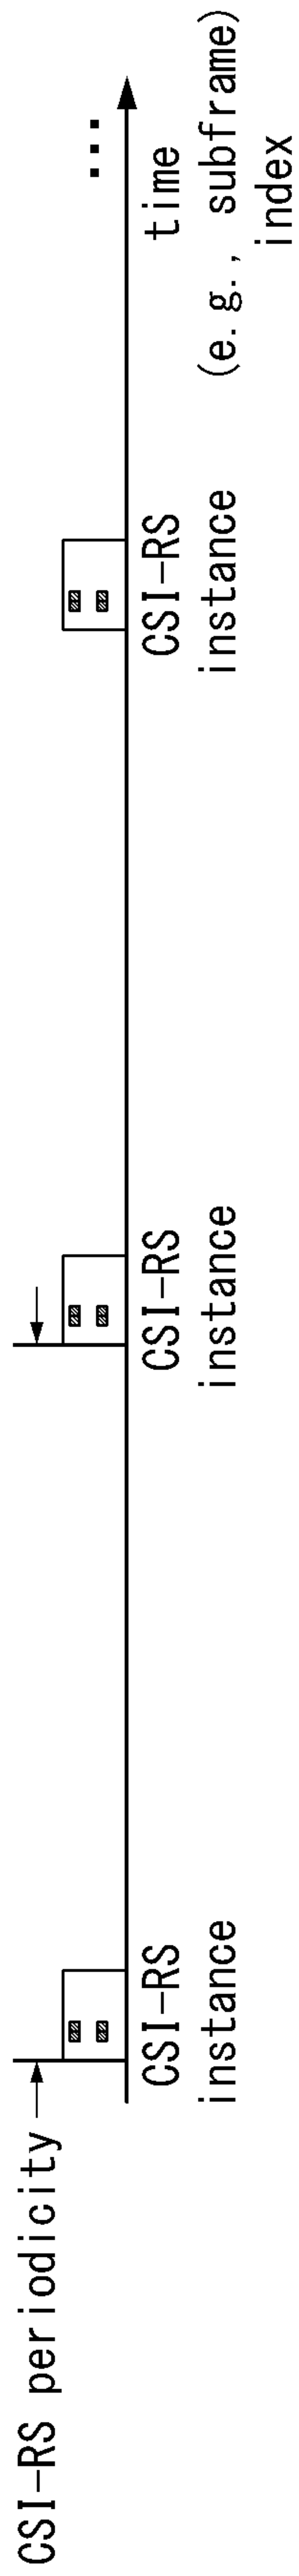 CSI-RS periodicity
CSI-RS
instance
CSI-RS
instance
CSI-RS
instance
...
time
(e.g., subframe)
index